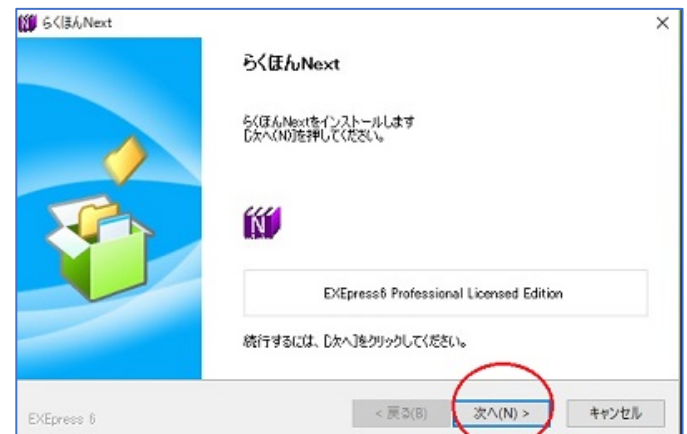 らくほんNext
らくほんNext
らくほんNextをインストールします
[次へ(N)]を押してください。
N
EXEpress6 Professional Licensed Edition
続行するには、[次へ]をクリックしてください。
EXEpress 6
< 戻る(B)
次へ(N) >
キャンセル